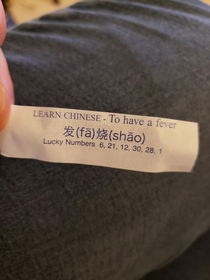 LEARN CHINESE - To have a fever
发(fā)烧(shāo)
Lucky Numbers 6, 21, 12, 30, 28, 1